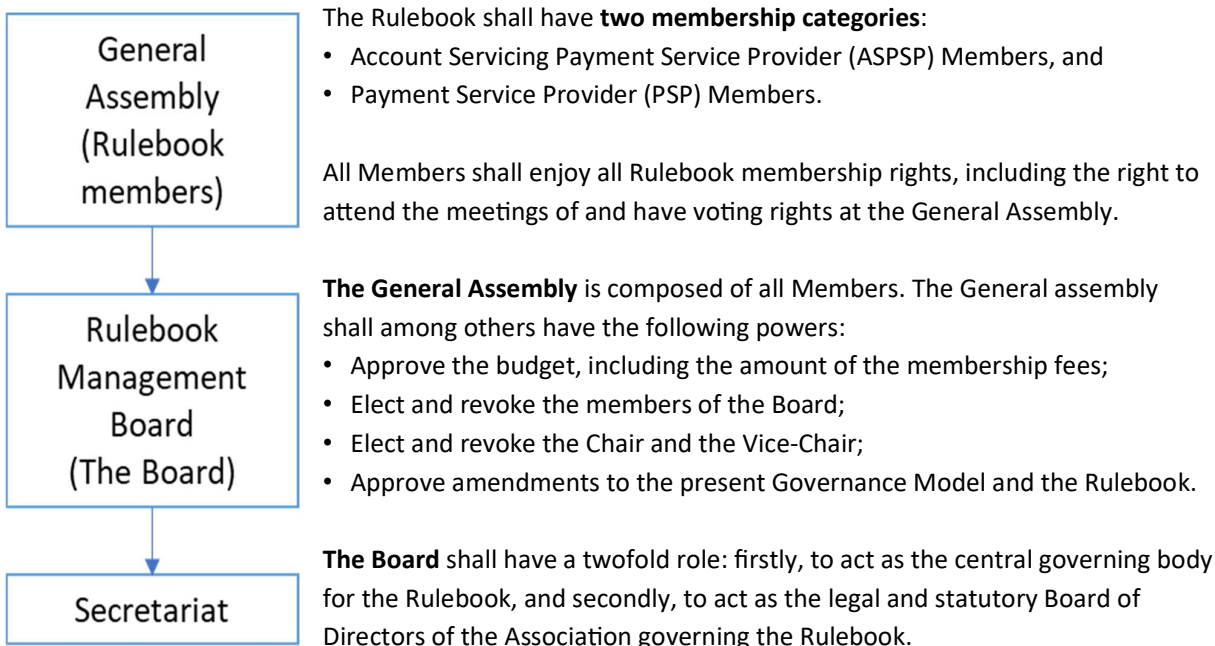 General
Assembly
(Rulebook
members)
Rulebook
Management
Board
(The Board)
Secretariat
The Rulebook shall have two membership categories:
• Account Servicing Payment Service Provider (ASPSP) Members, and
• Payment Service Provider (PSP) Members.
All Members shall enjoy all Rulebook membership rights, including the right to
attend the meetings of and have voting rights at the General Assembly.
The General Assembly is composed of all Members. The General assembly
shall among others have the following powers:
• Approve the budget, including the amount of the membership fees;
• Elect and revoke the members of the Board;
• Elect and revoke the Chair and the Vice-Chair;
• Approve amendments to the present Governance Model and the Rulebook.
The Board shall have a twofold role: firstly, to act as the central governing body
for the Rulebook, and secondly, to act as the legal and statutory Board of
Directors of the Association governing the Rulebook.